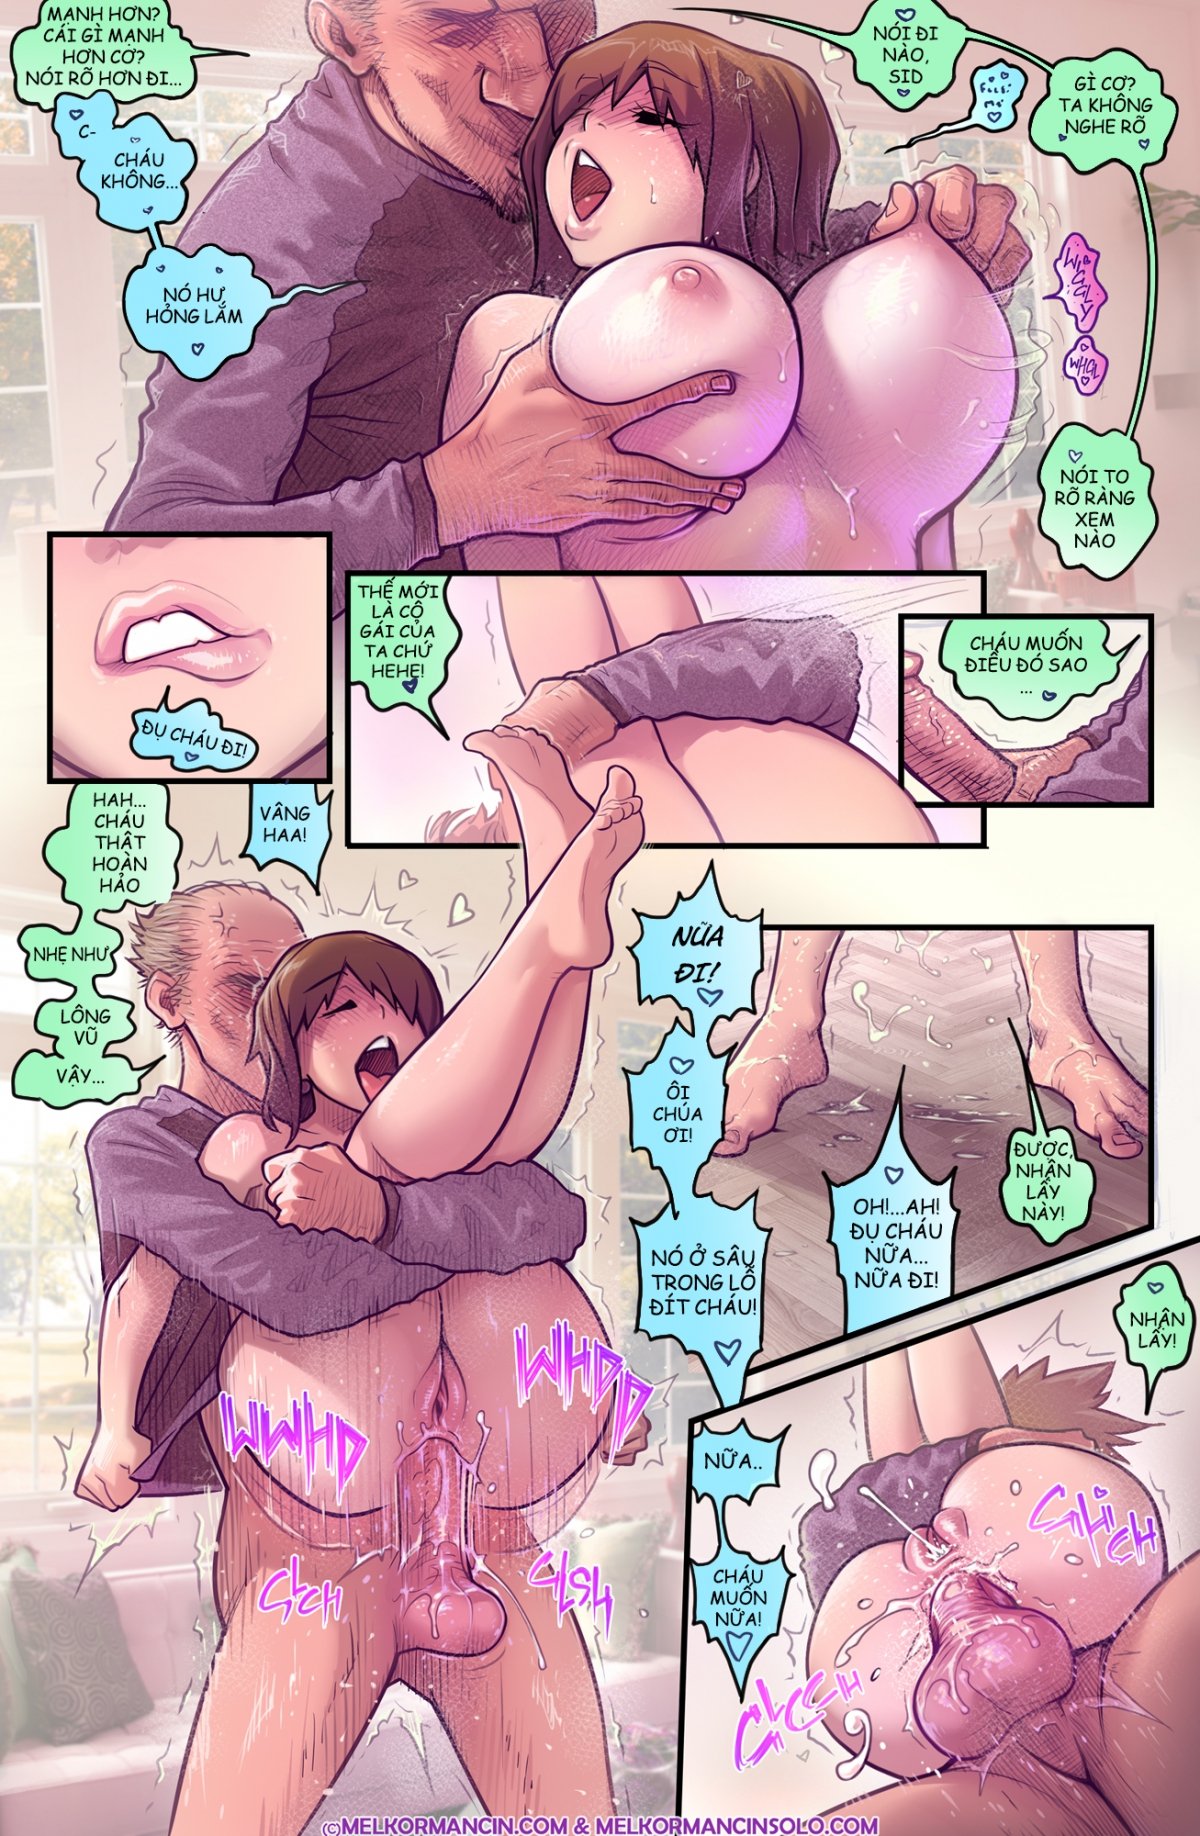 MẠNH HƠN?
CÁI GÌ MẠNH
HƠN CƠ?
NÓI RÕ HƠN ĐI...
C-
CHÁU
KHÔNG...
NÓ HƯ
HỎNG LẮM
NÓI ĐI
NÀO,
SID
GÌ CƠ?
TA KHÔNG
NGHE RÕ
WIGGLY
WHGL
NÓI TO
RÕ RÀNG
XEM
NÀO
ĐỤ CHÁU ĐI!
THẾ MỚI
LÀ CÔ
GÁI CỦA
TA CHỨ
HEHE!
CHÁU MUỐN
ĐIỀU ĐÓ SAO
...
HAH...
CHÁU
THẬT
HOÀN
HẢO
NHẸ NHƯ
LÔNG
VŨ
VẬY...
VÂNG
HAA!
NỮA
ĐI!
ÔI
CHÚA
ƠI!
NÓ Ở SÂU
TRONG LỖ
ĐÍT CHÁU!
OH!...AH!
ĐỤ CHÁU
NỮA...
NỮA ĐI!
ĐƯỢC,
NHẬN
LẤY
NÀY!
WWHP
WHPP
NHẬN
LẤY!
NỮA..
CHÁU
MUỐN
NỮA!
©MELKORMANCIN.COM & MELKORMANCINSOLO.COM